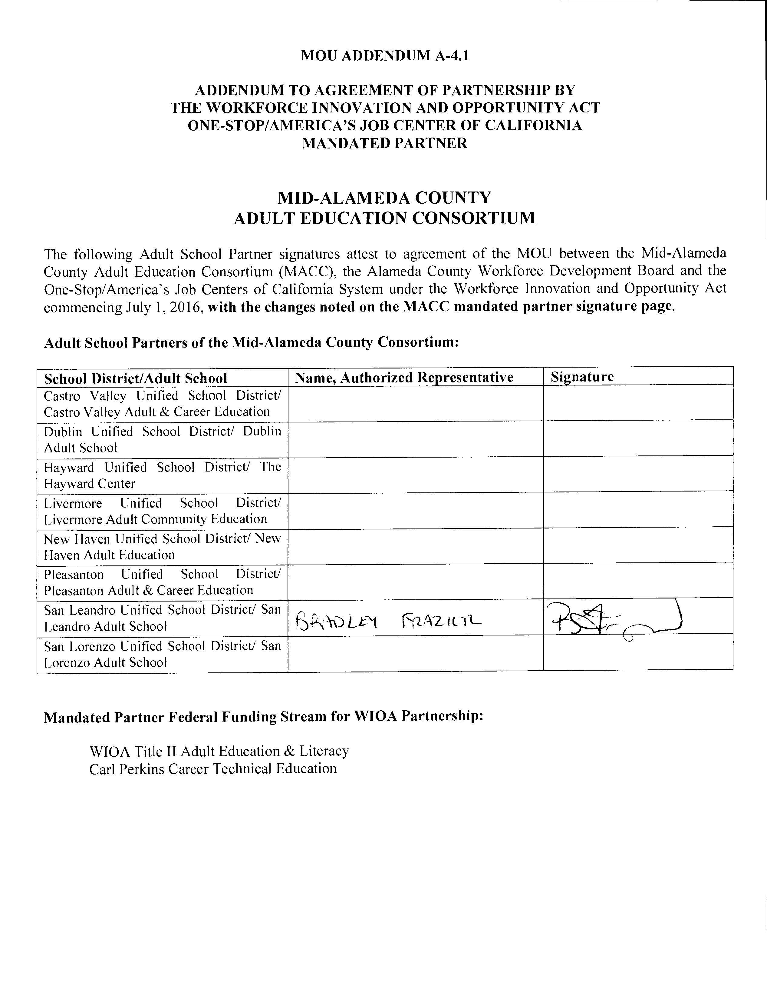 MOU ADDENDUM A-4.1
ADDENDUM TO AGREEMENT OF PARTNERSHIP BY
THE WORKFORCE INNOVATION AND OPPORTUNITY ACT
ONE-STOP/AMERICA'S JOB CENTER OF CALIFORNIA
MANDATED PARTNER
MID-ALAMEDA COUNTY
ADULT EDUCATION CONSORTIUM
The following Adult School Partner signatures attest to agreement of the MOU between the Mid-Alameda
County Adult Education Consortium (MACC), the Alameda County Workforce Development Board and the
One-Stop/America's Job Centers of California System under the Workforce Innovation and Opportunity Act
commencing July 1, 2016, with the changes noted on the MACC mandated partner signature page.
Adult School Partners of the Mid-Alameda County Consortium:
School District/Adult School Name, Authorized Representative Signature
Castro Valley Unified School District/
Castro Valley Adult & Career Education
Dublin Unified School District/ Dublin
Adult School
Hayward Unified School District/ The
Hayward Center
Livermore Unified School District/
Livermore Adult Community Education
New Haven Unified School District/ New
Haven Adult Education
Pleasanton Unified School District/
Pleasanton Adult & Career Education
San Leandro Unified School District/ San
Leandro Adult School
BRADLEY FRAZIER
San Lorenzo Unified School District/ San
Lorenzo Adult School
Mandated Partner Federal Funding Stream for WIOA Partnership:
WIOA Title II Adult Education & Literacy
Carl Perkins Career Technical Education